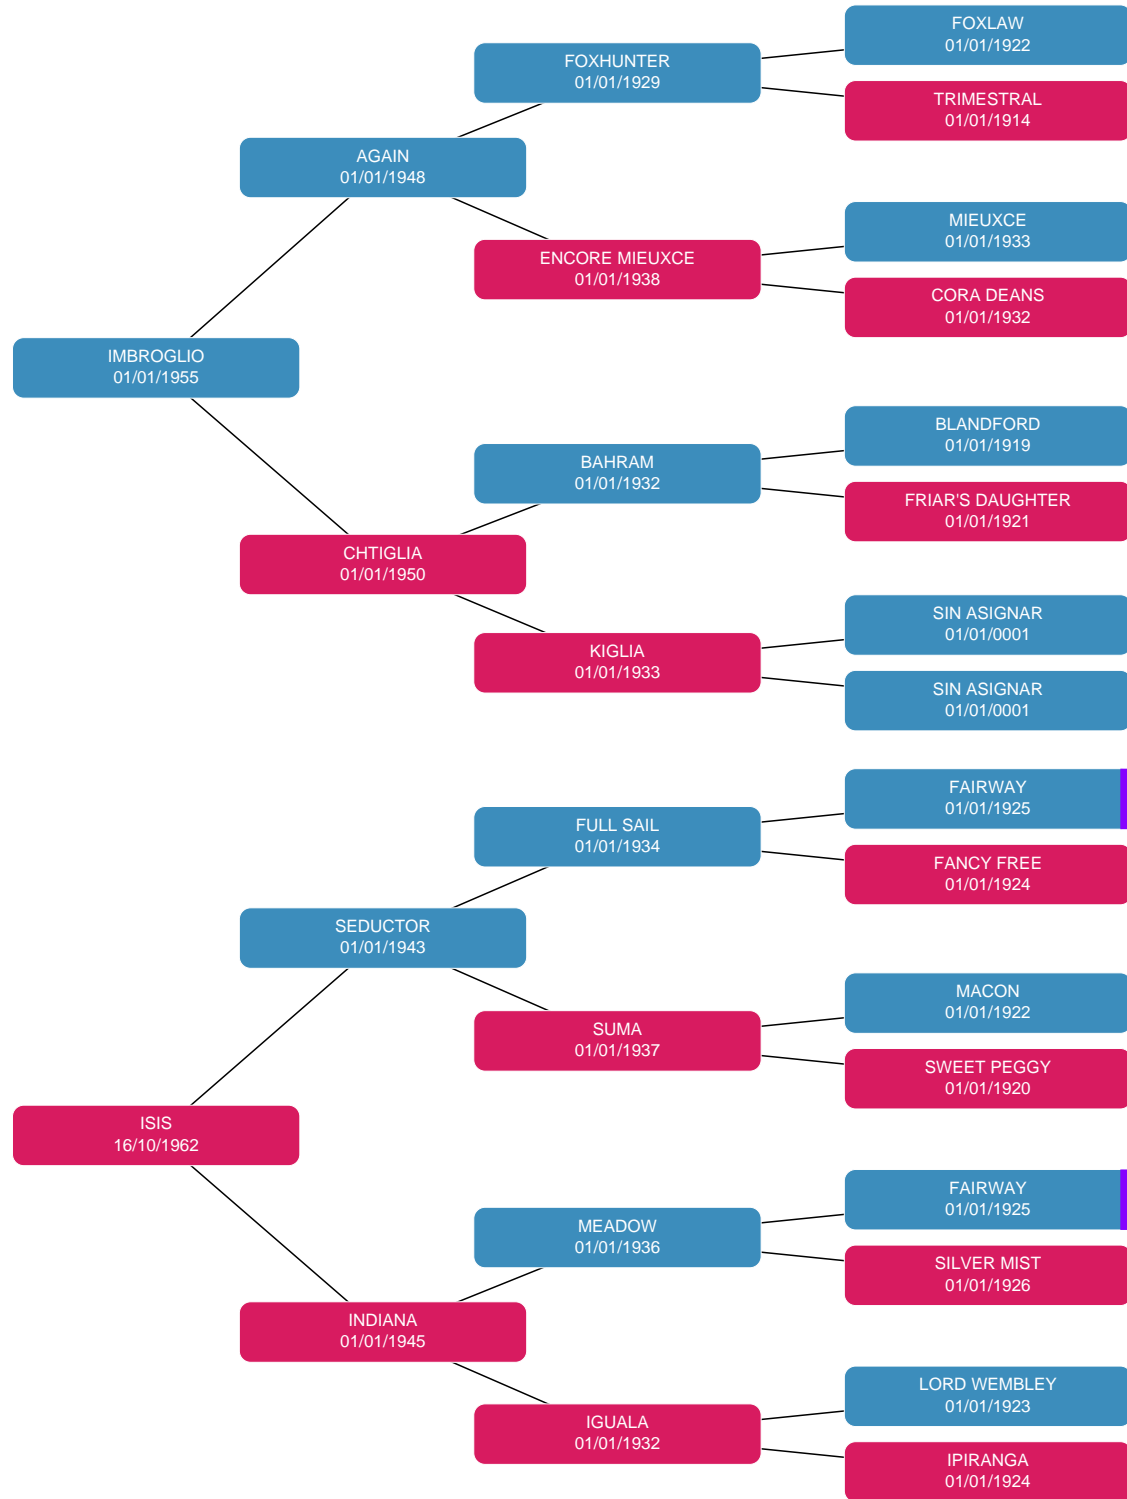 FOXLAW
01/01/1922
FOXHUNTER
01/01/1929
TRIMESTRAL
01/01/1914
AGAIN
01/01/1948
MIEUXCE
01/01/1933
ENCORE MIEUXCE
01/01/1938
CORA DEANS
01/01/1932
IMBROGLIO
01/01/1955
BLANDFORD
01/01/1919
BAHRAM
01/01/1932
FRIAR'S DAUGHTER
01/01/1921
CHTIGLIA
01/01/1950
SIN ASIGNAR
01/01/0001
KIGLIA
01/01/1933
SIN ASIGNAR
01/01/0001
FAIRWAY
01/01/1925
FULL SAIL
01/01/1934
FANCY FREE
01/01/1924
SEDUCTOR
01/01/1943
MACON
01/01/1922
SUMA
01/01/1937
SWEET PEGGY
01/01/1920
ISIS
16/10/1962
FAIRWAY
01/01/1925
MEADOW
01/01/1936
SILVER MIST
01/01/1926
INDIANA
01/01/1945
LORD WEMBLEY
01/01/1923
IGUALA
01/01/1932
IPIRANGA
01/01/1924